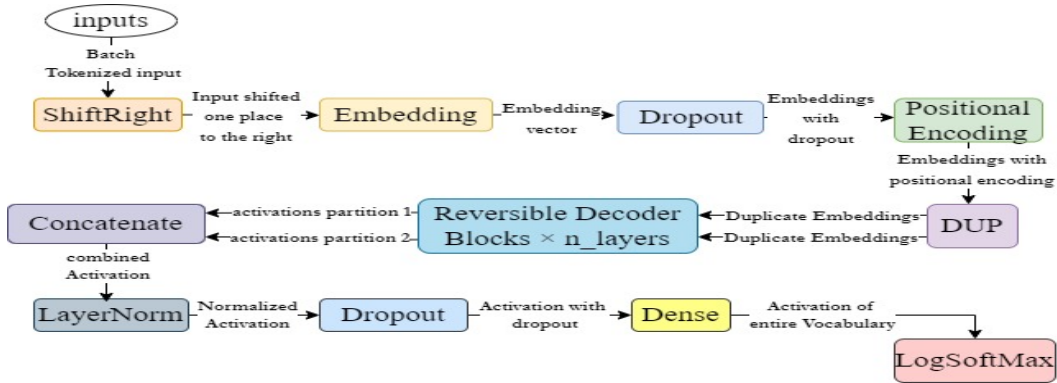 inputs
Batch
Tokenized input
ShiftRight
Input shifted
one place
to the right
Embedding
Embedding
vector
Dropout
Embeddings
with
dropout
Positional
Encoding
Embeddings with
positional encoding
DUP
Duplicate Embeddings
Duplicate Embeddings
Reversible Decoder
Blocks × n_layers
activations partition 1
activations partition 2
Concatenate
combined
Activation
LayerNorm
Normalized
Activation
Dropout
Activation with
dropout
Dense
Activation of
entire Vocabulary
LogSoftMax